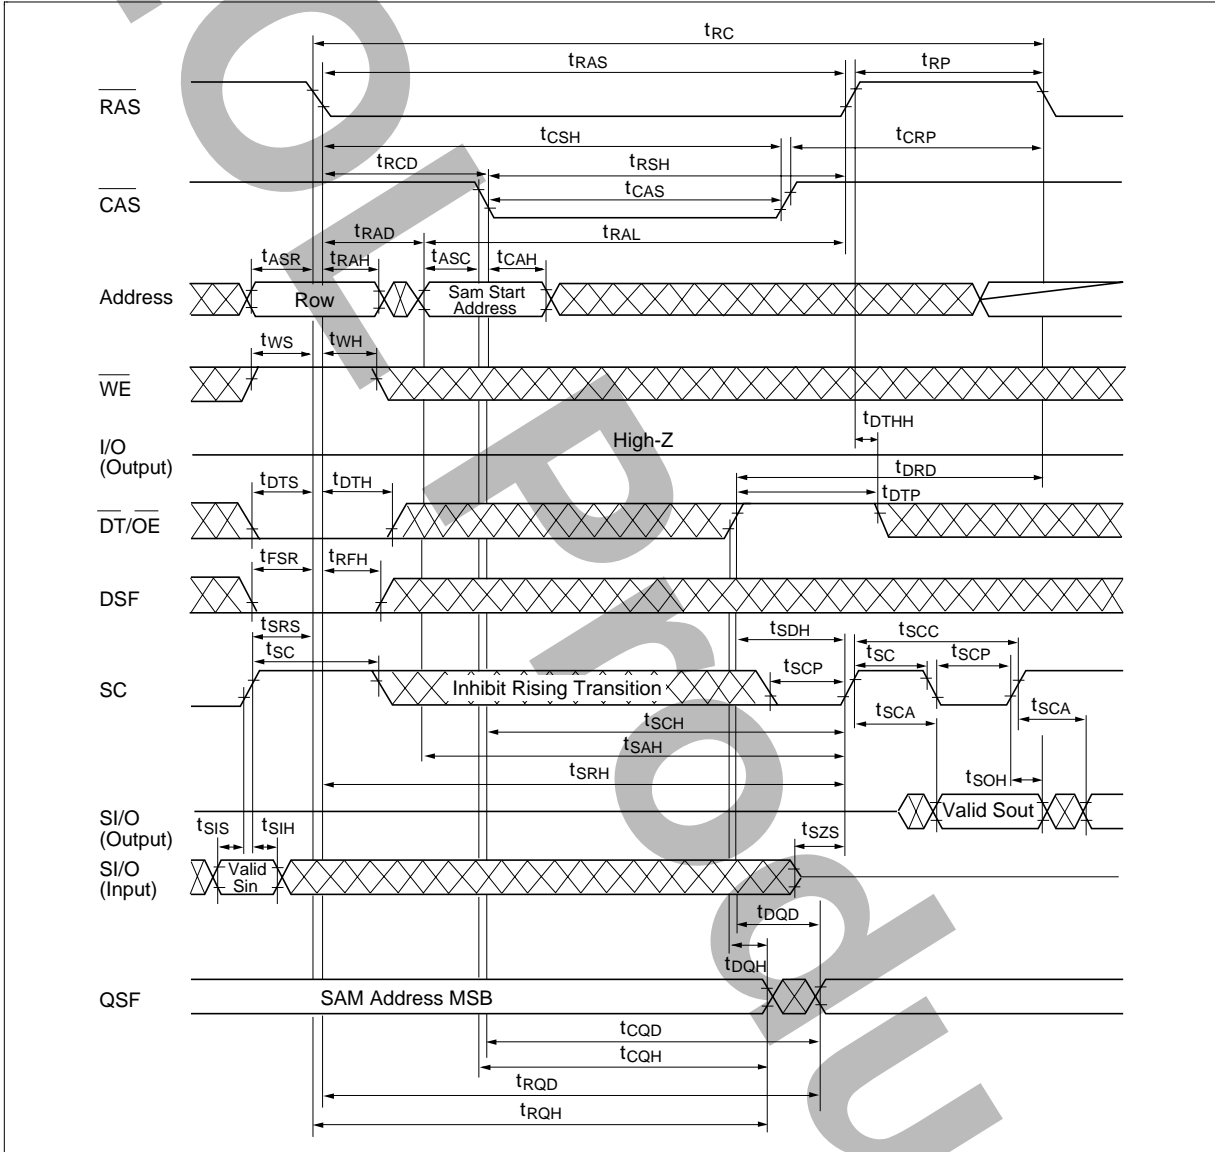 tRC
tRAS tRP
RAS
tCSH tCRP
tRCD tRSH
CAS tCAS
tRAD tRAL
tASR tRAH tASC tCAH
Address Row Sam Start Address
tWS tWH
WE
tDTHH
I/O (Output) High-Z
tDRD
tDTS tDTH tDTP
DT/OE
tFSR tRFH
DSF
tSRS tSDH tSCC
tSC tSCP tSC tSCP
SC Inhibit Rising Transition
tSCH tSCA tSCA
tSAH
tSRH tSOH
SI/O (Output) Valid Sout
tSIS tSIH tSZS
SI/O (Input) Valid Sin
tDQD
tDQH
QSF SAM Address MSB
tCQD
tCQH
tRQD
tRQH
OL Produ